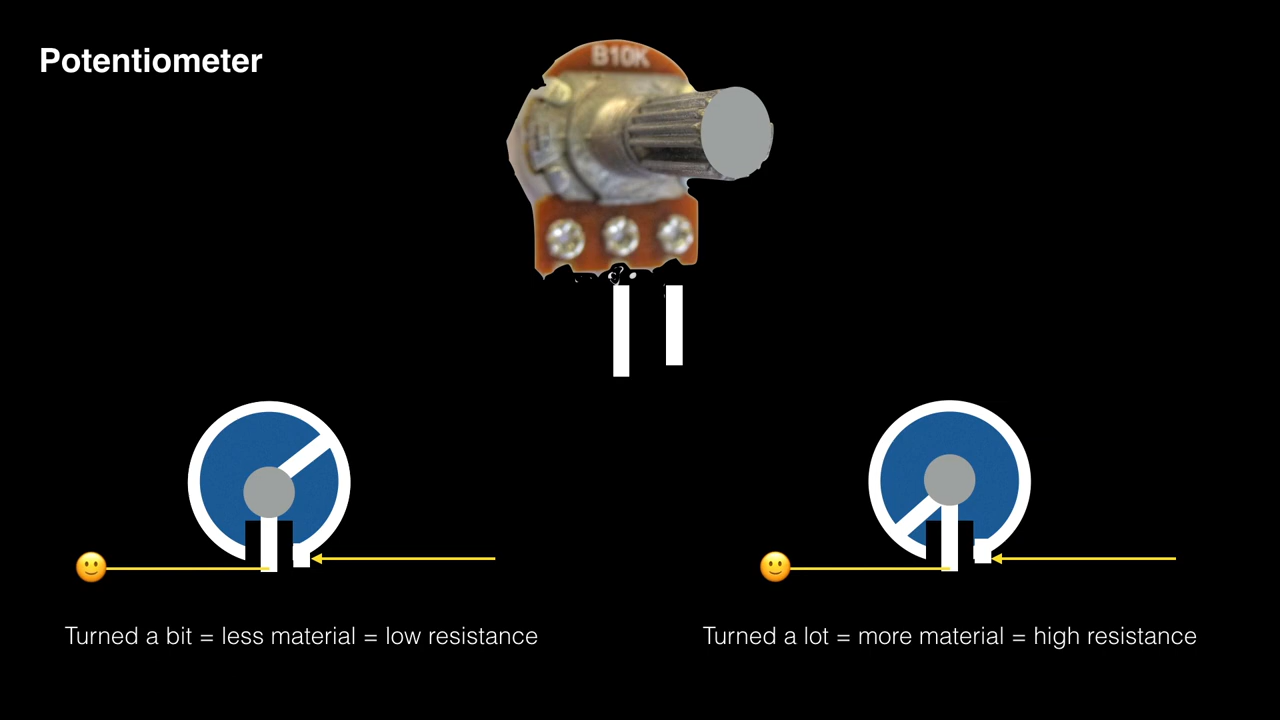 Potentiometer
B10K
Turned a bit = less material = low resistance
Turned a lot = more material = high resistance